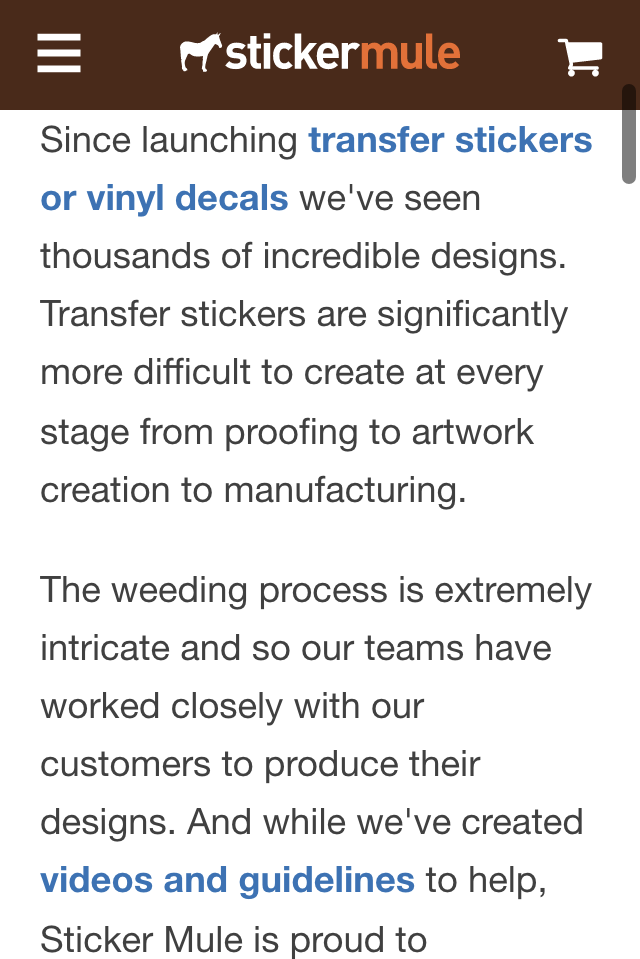 stickermule
Since launching transfer stickers
or vinyl decals we've seen
thousands of incredible designs.
Transfer stickers are significantly
more difficult to create at every
stage from proofing to artwork
creation to manufacturing.
The weeding process is extremely
intricate and so our teams have
worked closely with our
customers to produce their
designs. And while we've created
videos and guidelines to help,
Sticker Mule is proud to